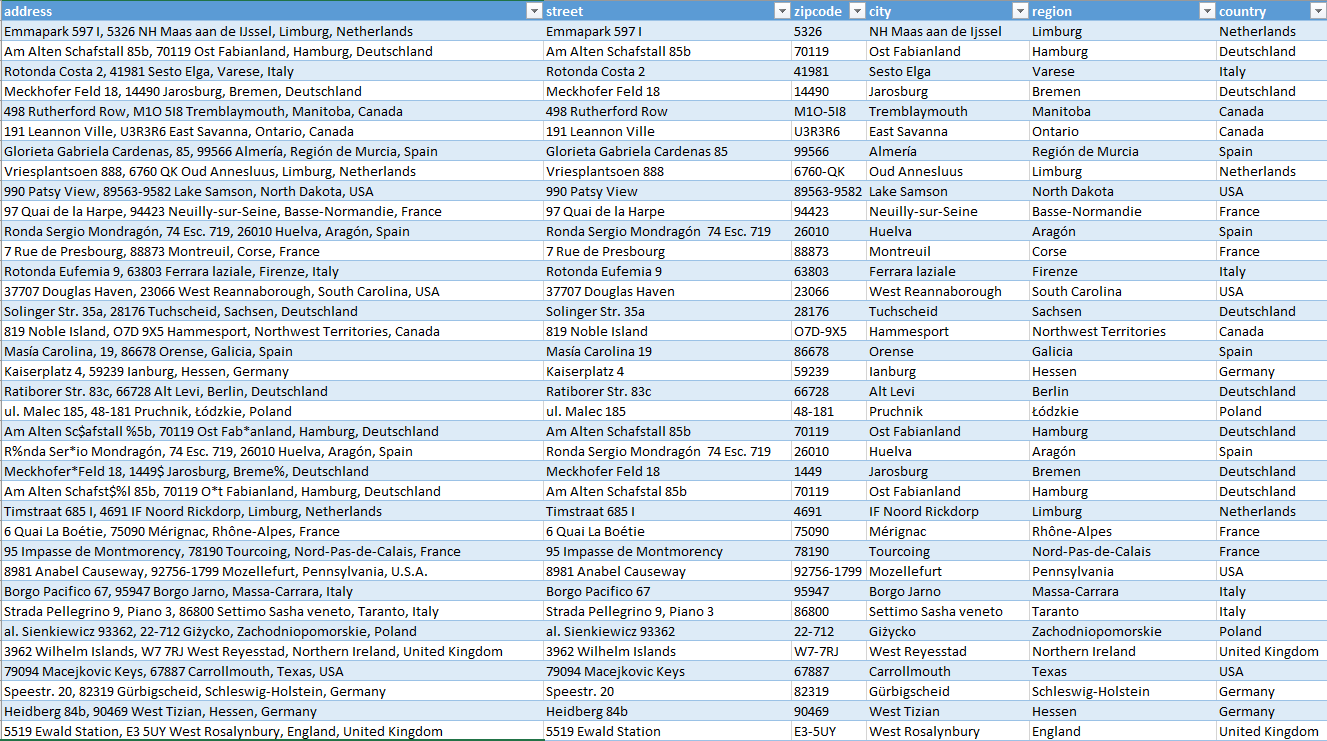 address street zipcode city region country
Emmapark 597 I, 5326 NH Maas aan de IJssel, Limburg, Netherlands Emmapark 597 I 5326 NH Maas aan de Ijssel Limburg Netherlands
Am Alten Schafstall 85b, 70119 Ost Fabianland, Hamburg, Deutschland Am Alten Schafstall 85b 70119 Ost Fabianland Hamburg Deutschland
Rotonda Costa 2, 41981 Sesto Elga, Varese, Italy Rotonda Costa 2 41981 Sesto Elga Varese Italy
Meckhofer Feld 18, 14490 Jarosburg, Bremen, Deutschland Meckhofer Feld 18 14490 Jarosburg Bremen Deutschland
498 Rutherford Row, M1O 5I8 Tremblaymouth, Manitoba, Canada 498 Rutherford Row M1O-5I8 Tremblaymouth Manitoba Canada
191 Leannon Ville, U3R3R6 East Savanna, Ontario, Canada 191 Leannon Ville U3R3R6 East Savanna Ontario Canada
Glorieta Gabriela Cardenas, 85, 99566 Almería, Región de Murcia, Spain Glorieta Gabriela Cardenas 85 99566 Almería Región de Murcia Spain
Vriesplantsoen 888, 6760 QK Oud Annesluus, Limburg, Netherlands Vriesplantsoen 888 6760-QK Oud Annesluus Limburg Netherlands
990 Patsy View, 89563-9582 Lake Samson, North Dakota, USA 990 Patsy View 89563-9582 Lake Samson North Dakota USA
97 Quai de la Harpe, 94423 Neuilly-sur-Seine, Basse-Normandie, France 97 Quai de la Harpe 94423 Neuilly-sur-Seine Basse-Normandie France
Ronda Sergio Mondragón, 74 Esc. 719, 26010 Huelva, Aragón, Spain Ronda Sergio Mondragón 74 Esc. 719 26010 Huelva Aragón Spain
7 Rue de Presbourg, 88873 Montreuil, Corse, France 7 Rue de Presbourg 88873 Montreuil Corse France
Rotonda Eufemia 9, 63803 Ferrara laziale, Firenze, Italy Rotonda Eufemia 9 63803 Ferrara laziale Firenze Italy
37707 Douglas Haven, 23066 West Reannaborough, South Carolina, USA 37707 Douglas Haven 23066 West Reannaborough South Carolina USA
Solinger Str. 35a, 28176 Tuchscheid, Sachsen, Deutschland Solinger Str. 35a 28176 Tuchscheid Sachsen Deutschland
819 Noble Island, O7D 9X5 Hammesport, Northwest Territories, Canada 819 Noble Island O7D-9X5 Hammesport Northwest Territories Canada
Masía Carolina, 19, 86678 Orense, Galicia, Spain Masía Carolina 19 86678 Orense Galicia Spain
Kaiserplatz 4, 59239 Ianburg, Hessen, Germany Kaiserplatz 4 59239 Ianburg Hessen Germany
Ratiborer Str. 83c, 66728 Alt Levi, Berlin, Deutschland Ratiborer Str. 83c 66728 Alt Levi Berlin Deutschland
ul. Malec 185, 48-181 Pruchnik, Łódzkie, Poland ul. Malec 185 48-181 Pruchnik Łódzkie Poland
Am Alten Sc$afstall %5b, 70119 Ost Fab*anland, Hamburg, Deutschland Am Alten Schafstall 85b 70119 Ost Fabianland Hamburg Deutschland
R%nda Ser*io Mondragón, 74 Esc. 719, 26010 Huelva, Aragón, Spain Ronda Sergio Mondragón 74 Esc. 719 26010 Huelva Aragón Spain
Meckhofer*Feld 18, 1449$ Jarosburg, Breme%, Deutschland Meckhofer Feld 18 1449 Jarosburg Bremen Deutschland
Am Alten Schafst$%l 85b, 70119 O*t Fabianland, Hamburg, Deutschland Am Alten Schafstal 85b 70119 Ost Fabianland Hamburg Deutschland
Timstraat 685 I, 4691 IF Noord Rickdorp, Limburg, Netherlands Timstraat 685 I 4691 IF Noord Rickdorp Limburg Netherlands
6 Quai La Boétie, 75090 Mérignac, Rhône-Alpes, France 6 Quai La Boétie 75090 Mérignac Rhône-Alpes France
95 Impasse de Montmorency, 78190 Tourcoing, Nord-Pas-de-Calais, France 95 Impasse de Montmorency 78190 Tourcoing Nord-Pas-de-Calais France
8981 Anabel Causeway, 92756-1799 Mozellefurt, Pennsylvania, U.S.A. 8981 Anabel Causeway 92756-1799 Mozellefurt Pennsylvania USA
Borgo Pacifico 67, 95947 Borgo Jarno, Massa-Carrara, Italy Borgo Pacifico 67 95947 Borgo Jarno Massa-Carrara Italy
Strada Pellegrino 9, Piano 3, 86800 Settimo Sasha veneto, Taranto, Italy Strada Pellegrino 9, Piano 3 86800 Settimo Sasha veneto Taranto Italy
al. Sienkiewicz 93362, 22-712 Giżycko, Zachodniopomorskie, Poland al. Sienkiewicz 93362 22-712 Giżycko Zachodniopomorskie Poland
3962 Wilhelm Islands, W7 7RJ West Reyesstad, Northern Ireland, United Kingdom 3962 Wilhelm Islands W7-7RJ West Reyesstad Northern Ireland United Kingdom
79094 Macejkovic Keys, 67887 Carrollmouth, Texas, USA 79094 Macejkovic Keys 67887 Carrollmouth Texas USA
Speestr. 20, 82319 Gürbigscheid, Schleswig-Holstein, Germany Speestr. 20 82319 Gürbigscheid Schleswig-Holstein Germany
Heidberg 84b, 90469 West Tizian, Hessen, Germany Heidberg 84b 90469 West Tizian Hessen Germany
5519 Ewald Station, E3 5UY West Rosalynbury, England, United Kingdom 5519 Ewald Station E3-5UY West Rosalynbury England United Kingdom